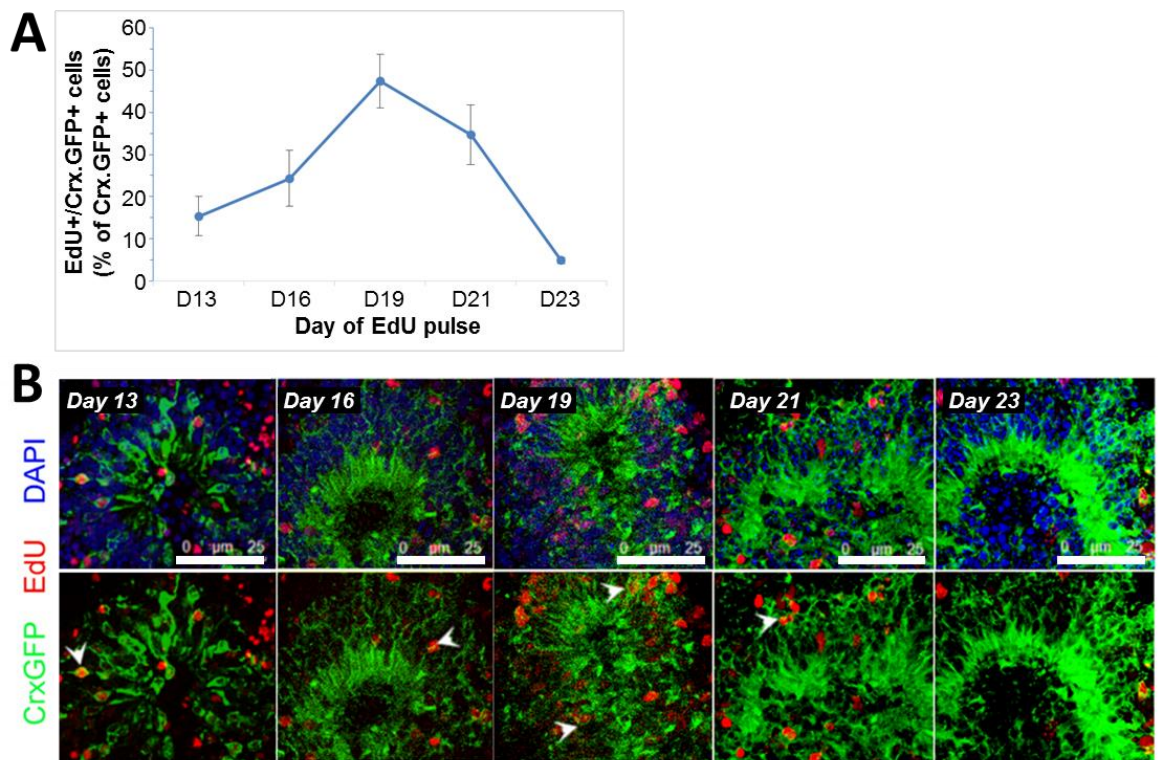 A
EdU+/Crx.GFP+ cells
(% of Crx.GFP+ cells)
60
50
40
30
20
10
0
D13 D16 D19 D21 D23
Day of EdU pulse
B
CrxGFP EdU DAPI
Day 13 Day 16 Day 19 Day 21 Day 23
0 µm 25 0 µm 25 0 µm 25 0 µm 25 0 µm 25